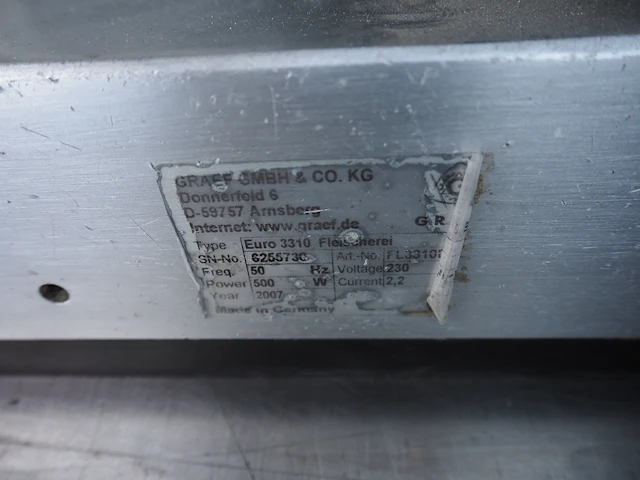 GRAEF GMBH & CO. KG
Donnerfeld 6
D-59757 Arnsberg
Internet: www.graef.de
G R
Type Euro 3310 Fleischerei
SN-No. 6255730 Art.-No. FL3310
Freq. 50 Hz Voltage 230
Power 500 W Current 2,2
Year 2007
Made in Germany